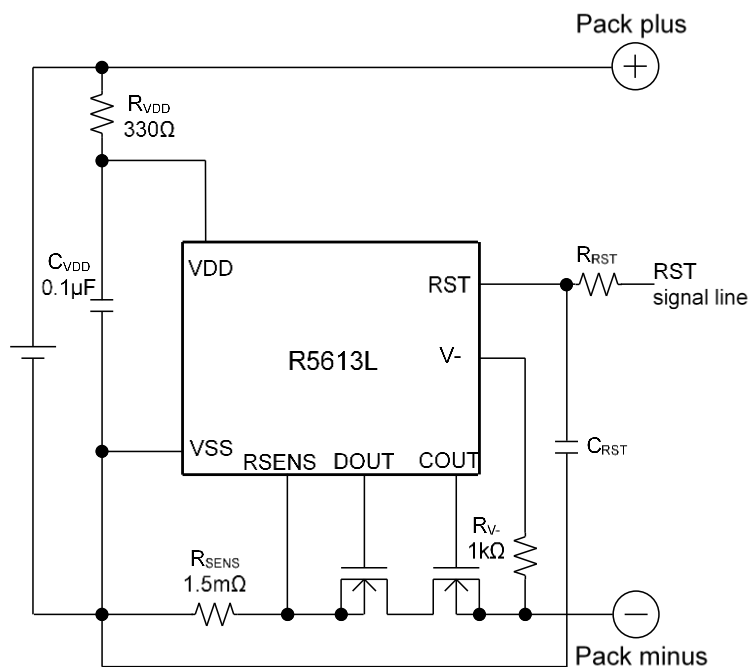 Pack plus
+
RVDD
330Ω
CVDD
0.1µF
VDD
RST
RRST
RST
signal line
V-
R5613L
VSS
RSENS
DOUT
COUT
CRST
RV-
1kΩ
RSENS
1.5mΩ
−
Pack minus